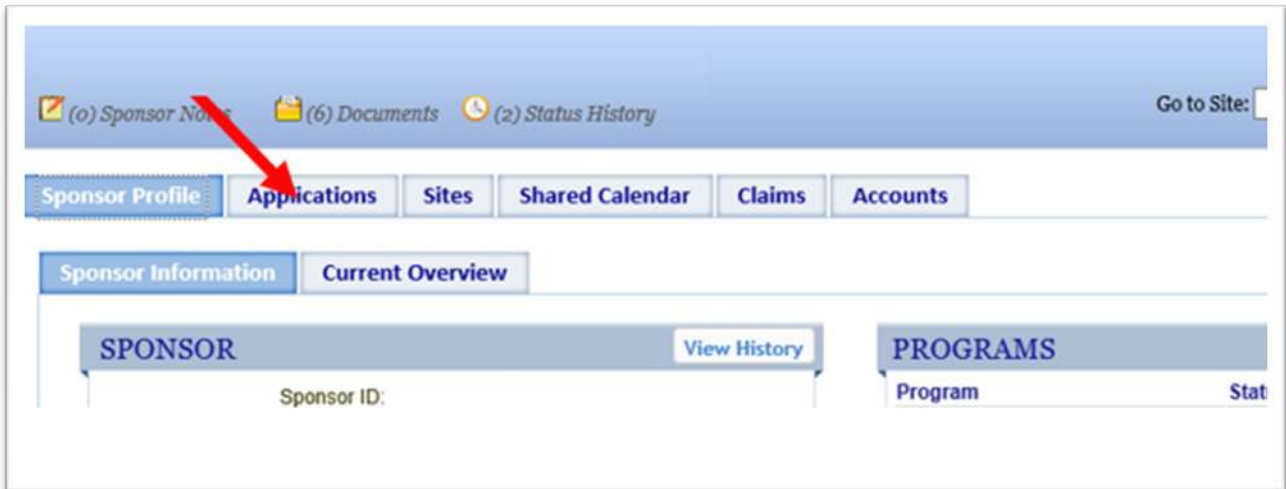 (0) Sponsor Notes (6) Documents (2) Status History Go to Site:
Sponsor Profile Applications Sites Shared Calendar Claims Accounts
Sponsor Information Current Overview
SPONSOR View History PROGRAMS
Sponsor ID: Program Stat